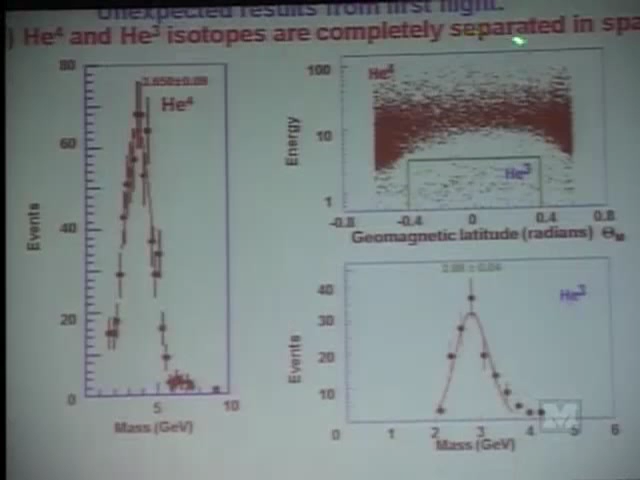 Unexpected results from first flight:
) He⁴ and He³ isotopes are completely separated in spa
80
60
40
20
0
5
10
Events
Mass (GeV)
He⁴
100
10
1
Energy
He⁴
He³
-0.8
-0.4
0
0.4
0.8
Geomagnetic latitude (radians) Θ_M
40
30
20
10
Events
He³
0
1
2
3
4
5
6
Mass (GeV)
M